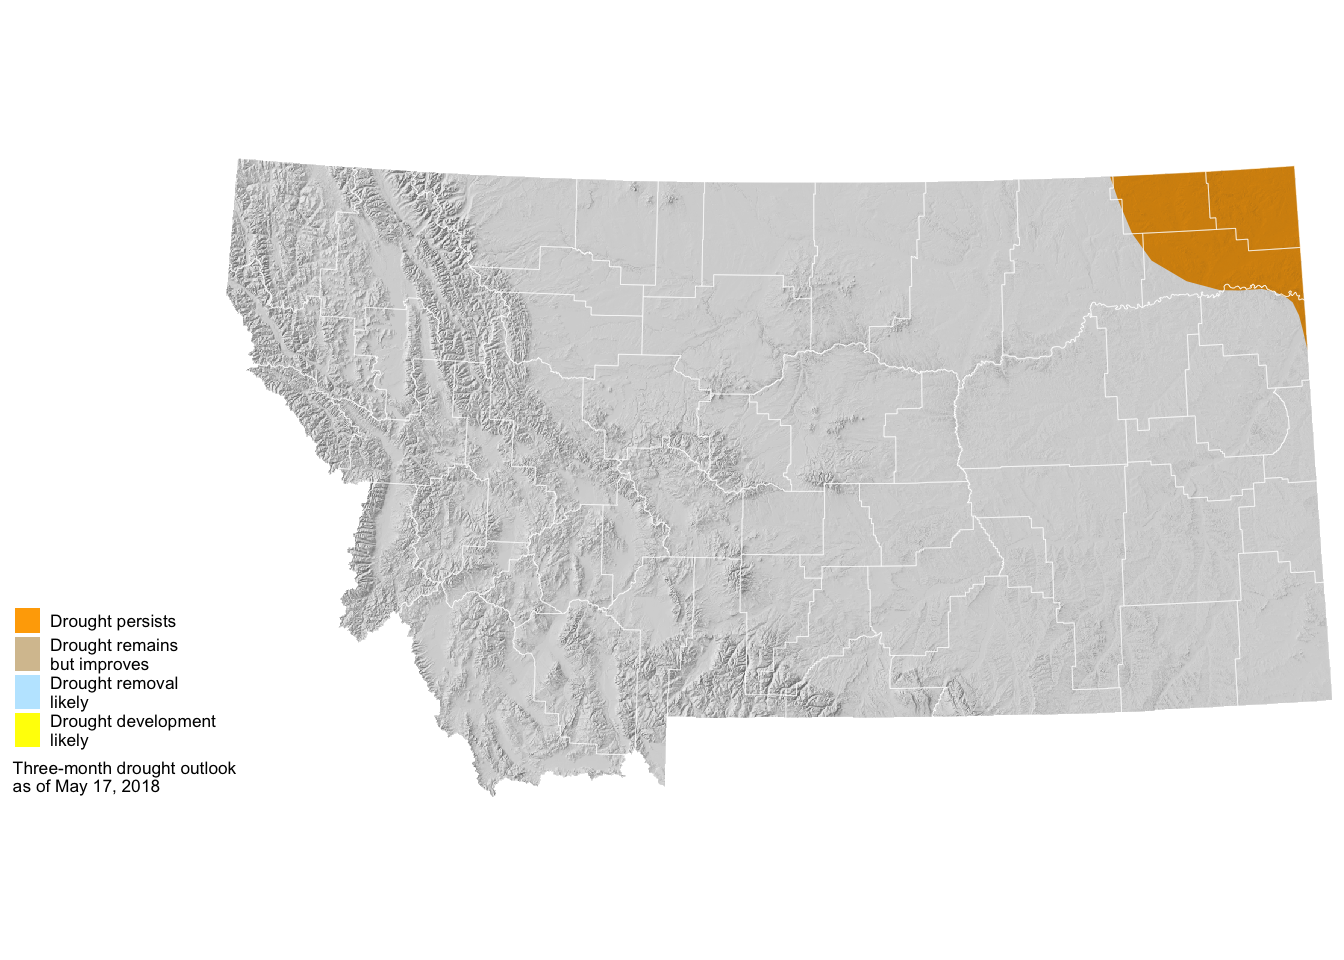 Drought persists
Drought remains
but improves
Drought removal
likely
Drought development
likely
Three-month drought outlook
as of May 17, 2018